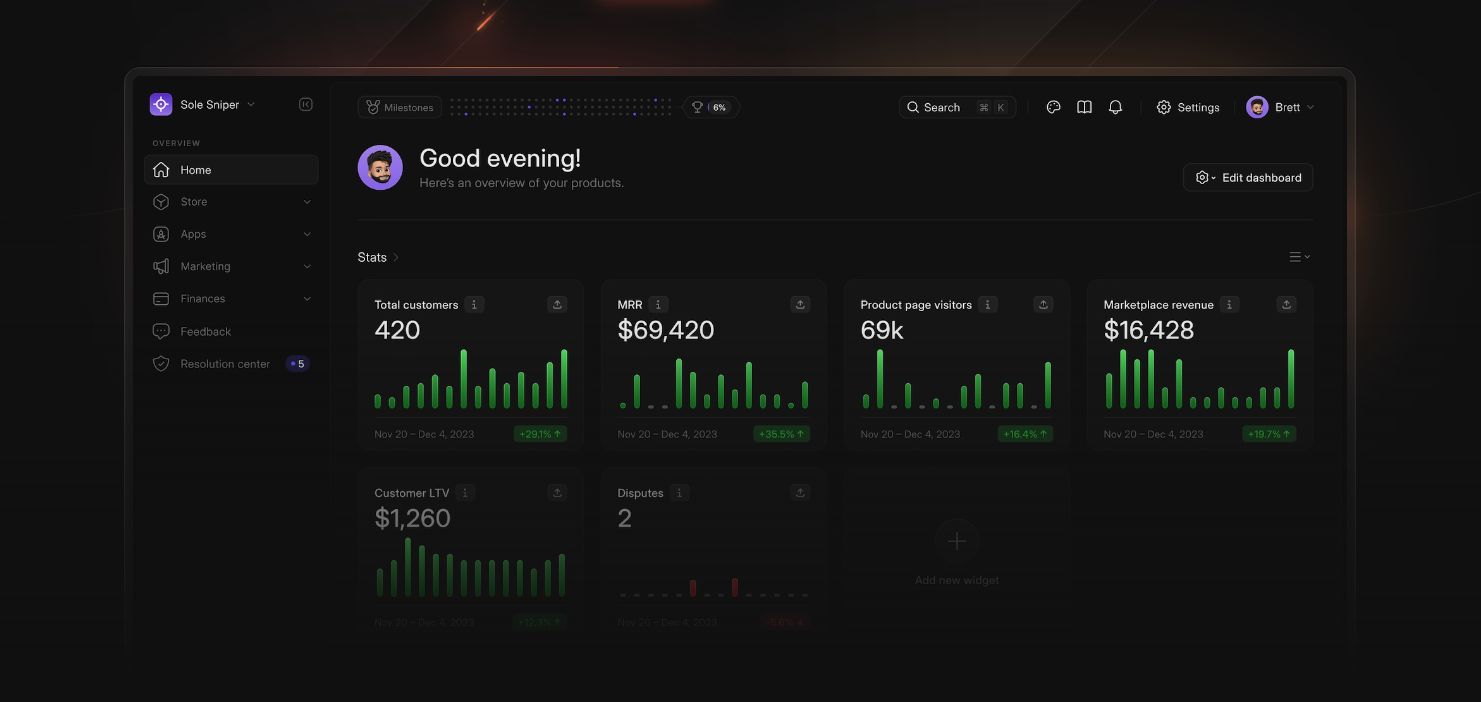 Sole Sniper
Milestones
6%
Search
⌘ K
Settings
Brett
OVERVIEW
Home
Store
Apps
Marketing
Finances
Feedback
Resolution center
5
Good evening!
Here's an overview of your products.
Edit dashboard
Stats
Total customers
420
Nov 20 – Dec 4, 2023
+29.1%
MRR
$69,420
Nov 20 – Dec 4, 2023
+35.5%
Product page visitors
69k
Nov 20 – Dec 4, 2023
+16.4%
Marketplace revenue
$16,428
Nov 20 – Dec 4, 2023
+19.7%
Customer LTV
$1,260
Nov 20 – Dec 4, 2023
Disputes
2
Nov 20 – Dec 4, 2023
Add new widget